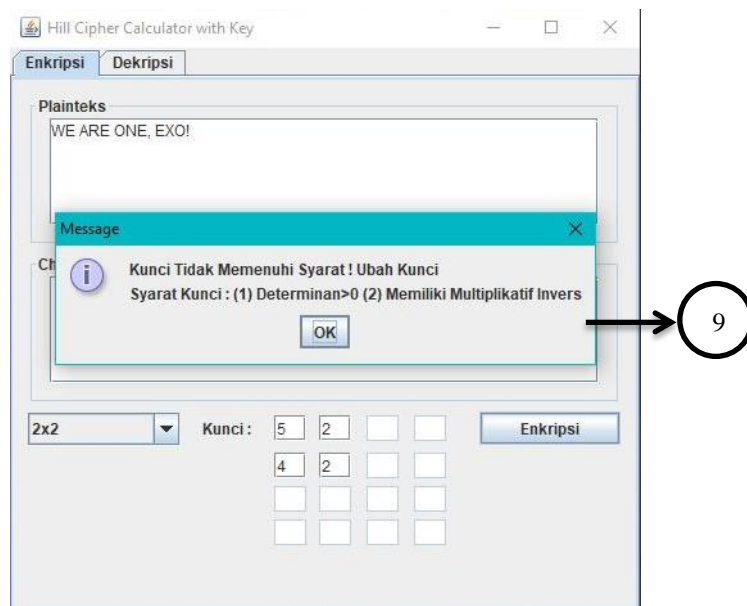 Hill Cipher Calculator with Key
Enkripsi Dekripsi
Plainteks
WE ARE ONE, EXO!
Message
Ch
Kunci Tidak Memenuhi Syarat ! Ubah Kunci
Syarat Kunci : (1) Determinan>0 (2) Memiliki Multiplikatif Invers
OK
9
2x2 Kunci : 5 2 Enkripsi
4 2